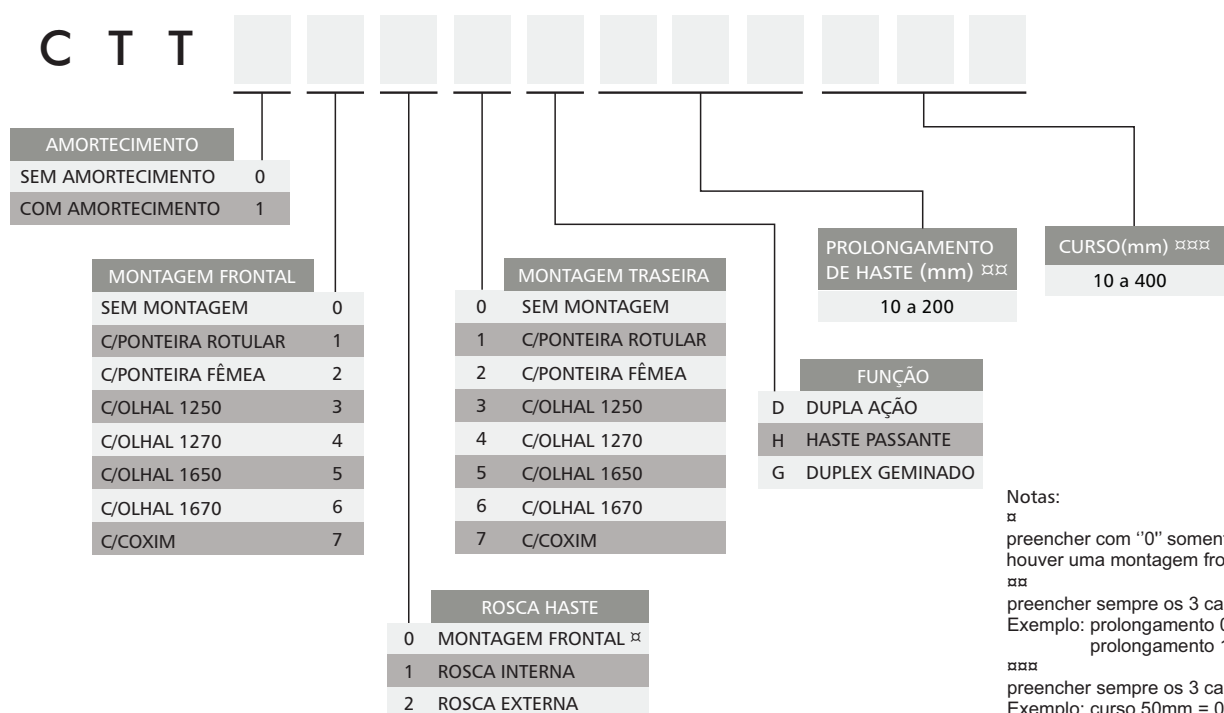 C T T
AMORTECIMENTO
SEM AMORTECIMENTO 0
COM AMORTECIMENTO 1
MONTAGEM FRONTAL
SEM MONTAGEM 0
C/PONTEIRA ROTULAR 1
C/PONTEIRA FÊMEA 2
C/OLHAL 1250 3
C/OLHAL 1270 4
C/OLHAL 1650 5
C/OLHAL 1670 6
C/COXIM 7
ROSCA HASTE
0 MONTAGEM FRONTAL ¤
1 ROSCA INTERNA
2 ROSCA EXTERNA
MONTAGEM TRASEIRA
0 SEM MONTAGEM
1 C/PONTEIRA ROTULAR
2 C/PONTEIRA FÊMEA
3 C/OLHAL 1250
4 C/OLHAL 1270
5 C/OLHAL 1650
6 C/OLHAL 1670
7 C/COXIM
FUNÇÃO
D DUPLA AÇÃO
H HASTE PASSANTE
G DUPLEX GEMINADO
PROLONGAMENTO
DE HASTE (mm) ¤¤
10 a 200
CURSO(mm) ¤¤¤
10 a 400
Notas:
¤
preencher com ‘’0’’
houver uma montagem
¤¤
preencher sempre os 3
Exemplo: prolongamento
prolongamento
¤¤¤
preencher sempre os 3
Exemplo: curso 50mm =